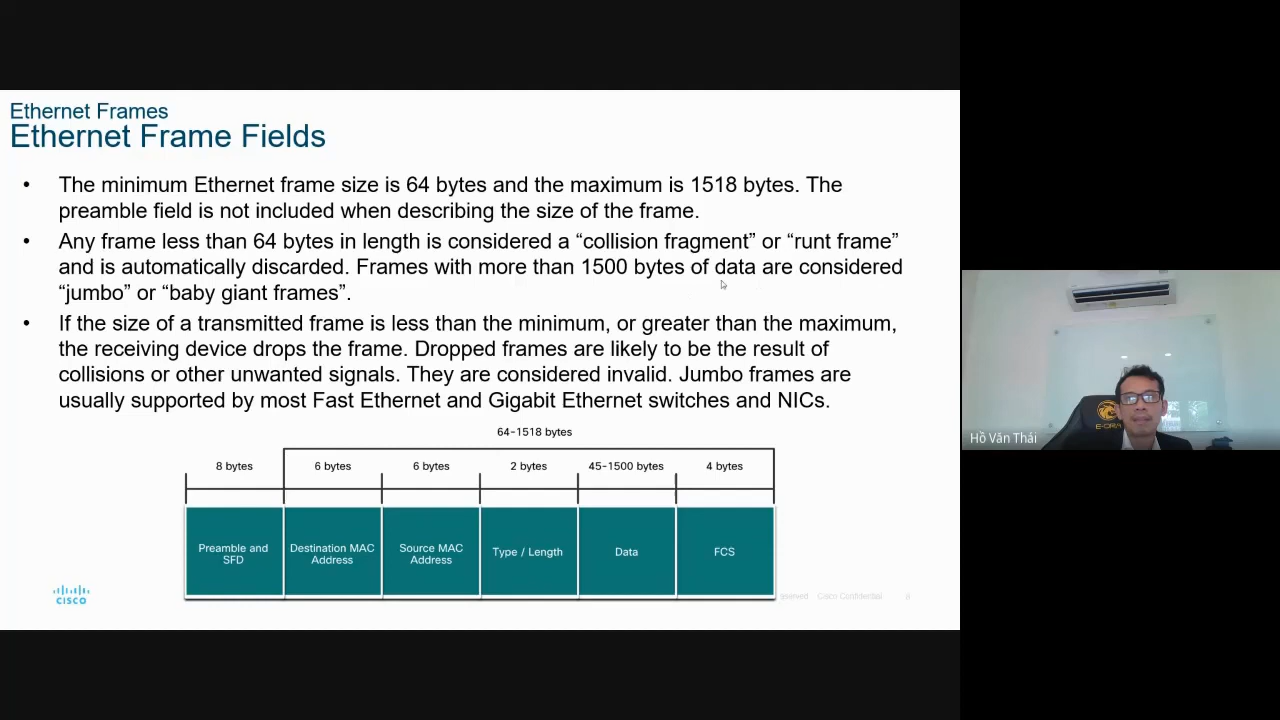 Ethernet Frames
Ethernet Frame Fields
• The minimum Ethernet frame size is 64 bytes and the maximum is 1518 bytes. The
preamble field is not included when describing the size of the frame.
• Any frame less than 64 bytes in length is considered a “collision fragment” or “runt frame”
and is automatically discarded. Frames with more than 1500 bytes of data are considered
“jumbo” or “baby giant frames”.
• If the size of a transmitted frame is less than the minimum, or greater than the maximum,
the receiving device drops the frame. Dropped frames are likely to be the result of
collisions or other unwanted signals. They are considered invalid. Jumbo frames are
usually supported by most Fast Ethernet and Gigabit Ethernet switches and NICs.
64-1518 bytes
8 bytes 6 bytes 6 bytes 2 bytes 45-1500 bytes 4 bytes
Preamble and
SFD
Destination MAC
Address
Source MAC
Address
Type / Length
Data
FCS
CISCO
Cisco Confidential
Hồ Văn Thái